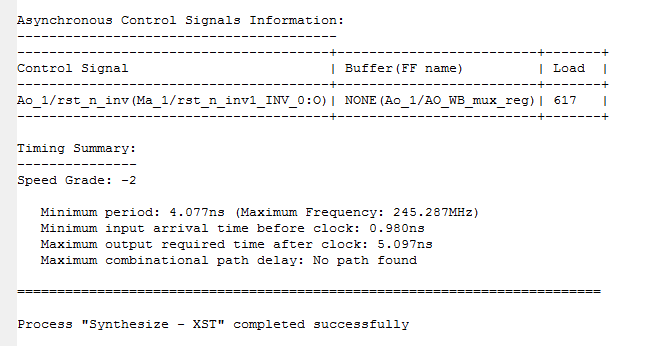 Asynchronous Control Signals Information:
----------------------------------------
-----------------------------------+------------------------+-------+
Control Signal | Buffer(FF name) | Load |
-----------------------------------+------------------------+-------+
Ao_1/rst_n_inv(Ma_1/rst_n_inv1_INV_0:O)| NONE(Ao_1/AO_WB_mux_reg)| 617 |
-----------------------------------+------------------------+-------+
Timing Summary:
---------------
Speed Grade: -2
Minimum period: 4.077ns (Maximum Frequency: 245.287MHz)
Minimum input arrival time before clock: 0.980ns
Maximum output required time after clock: 5.097ns
Maximum combinational path delay: No path found
=========================================================================
Process "Synthesize - XST" completed successfully